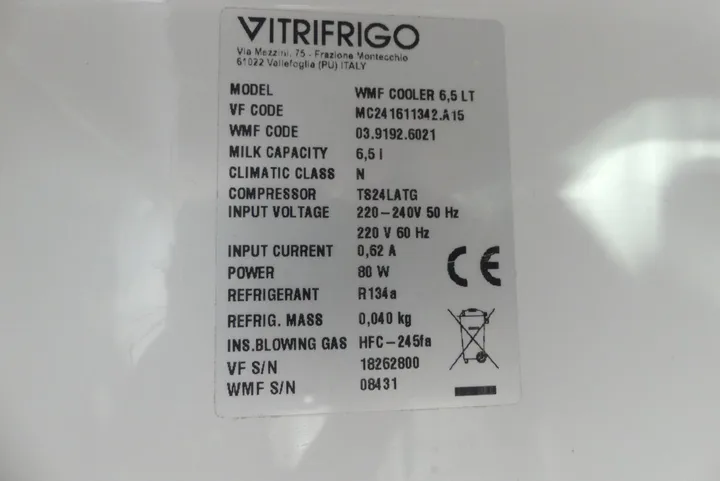 VITRIFRIGO
Via Mazzini, 75 - Frazione Montecchio
61022 Vallefoglia (PU) ITALY
MODEL WMF COOLER 6,5 LT
VF CODE MC241611342.A15
WMF CODE 03.9192.6021
MILK CAPACITY 6,5 l
CLIMATIC CLASS N
COMPRESSOR TS24LATG
INPUT VOLTAGE 220-240V 50 Hz
220 V 60 Hz
INPUT CURRENT 0,62 A
POWER 80 W
REFRIGERANT R134a
REFRIG. MASS 0,040 kg
INS.BLOWING GAS HFC-245fa
VF S/N 18262800
WMF S/N 08431
CE